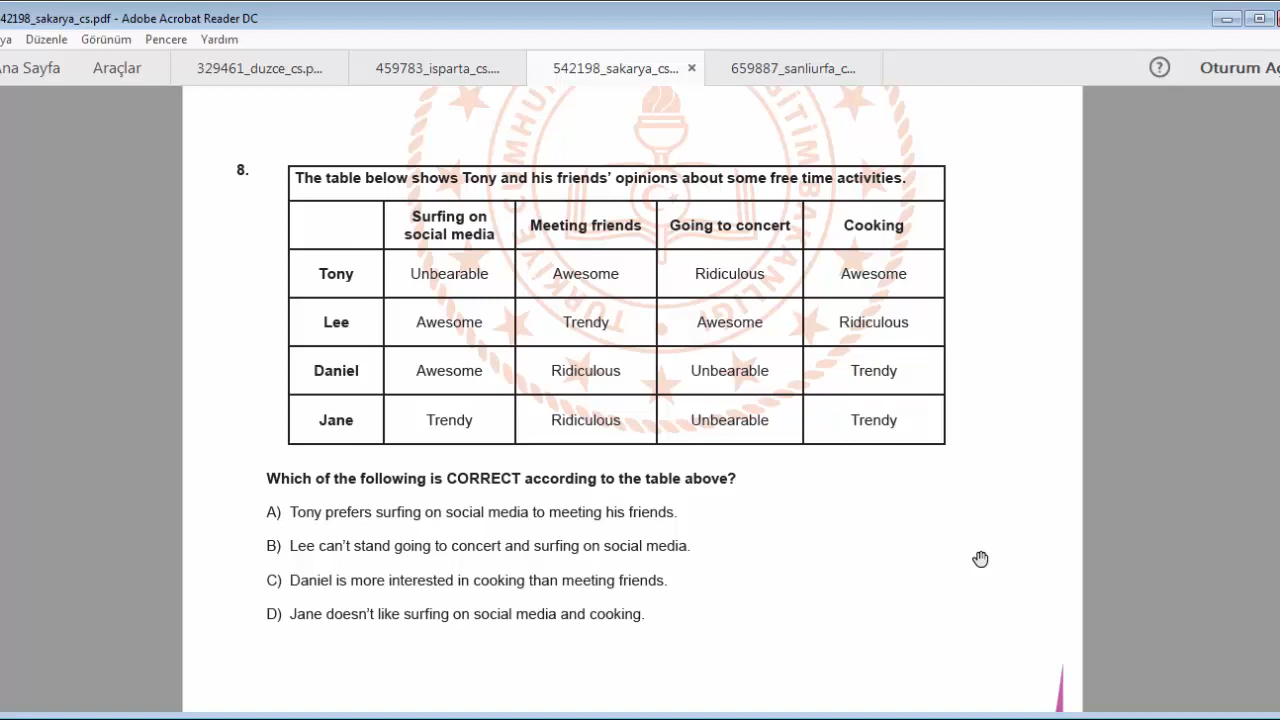 42198_sakarya_cs.pdf - Adobe Acrobat Reader DC
ya Düzenle Görünüm Pencere Yardım
Ana Sayfa Araçlar 329461_duzce_cs.p... 459783_isparta_cs.... 542198_sakarya_cs... × 659887_sanliurfa_c... ? Oturum Aç
8.
The table below shows Tony and his friends' opinions about some free time activities.
Surfing on
social media Meeting friends Going to concert Cooking
Tony Unbearable Awesome Ridiculous Awesome
Lee Awesome Trendy Awesome Ridiculous
Daniel Awesome Ridiculous Unbearable Trendy
Jane Trendy Ridiculous Unbearable Trendy
Which of the following is CORRECT according to the table above?
A) Tony prefers surfing on social media to meeting his friends.
B) Lee can't stand going to concert and surfing on social media.
C) Daniel is more interested in cooking than meeting friends.
D) Jane doesn't like surfing on social media and cooking.